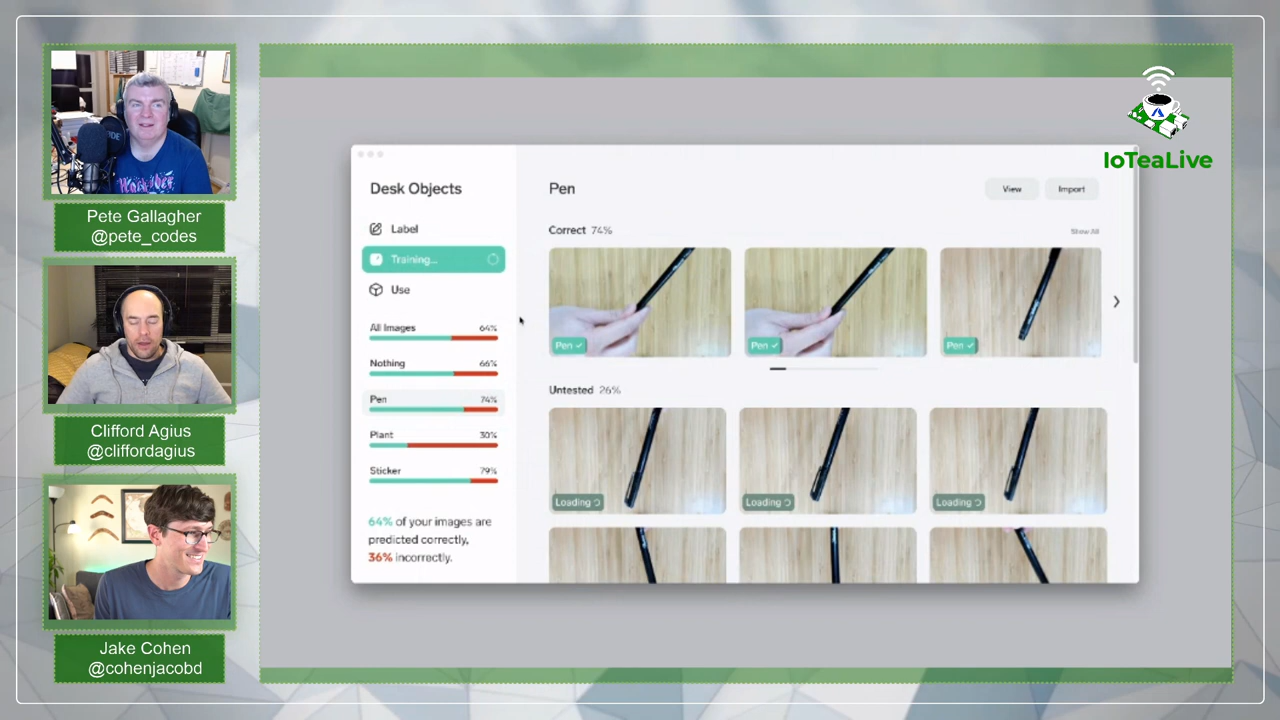 Pete Gallagher
@pete_codes
Clifford Agius
@cliffordagius
Jake Cohen
@cohenjacobd
IoTeaLive
Desk Objects
Label
Training...
Use
All Images 64%
Nothing 66%
Pen 74%
Plant 30%
Sticker 79%
64% of your images are
predicted correctly,
36% incorrectly.
Pen
View
Import
Correct 74%
Show All
Pen ✓
Pen ✓
Pen ✓
Untested 26%
Loading
Loading
Loading